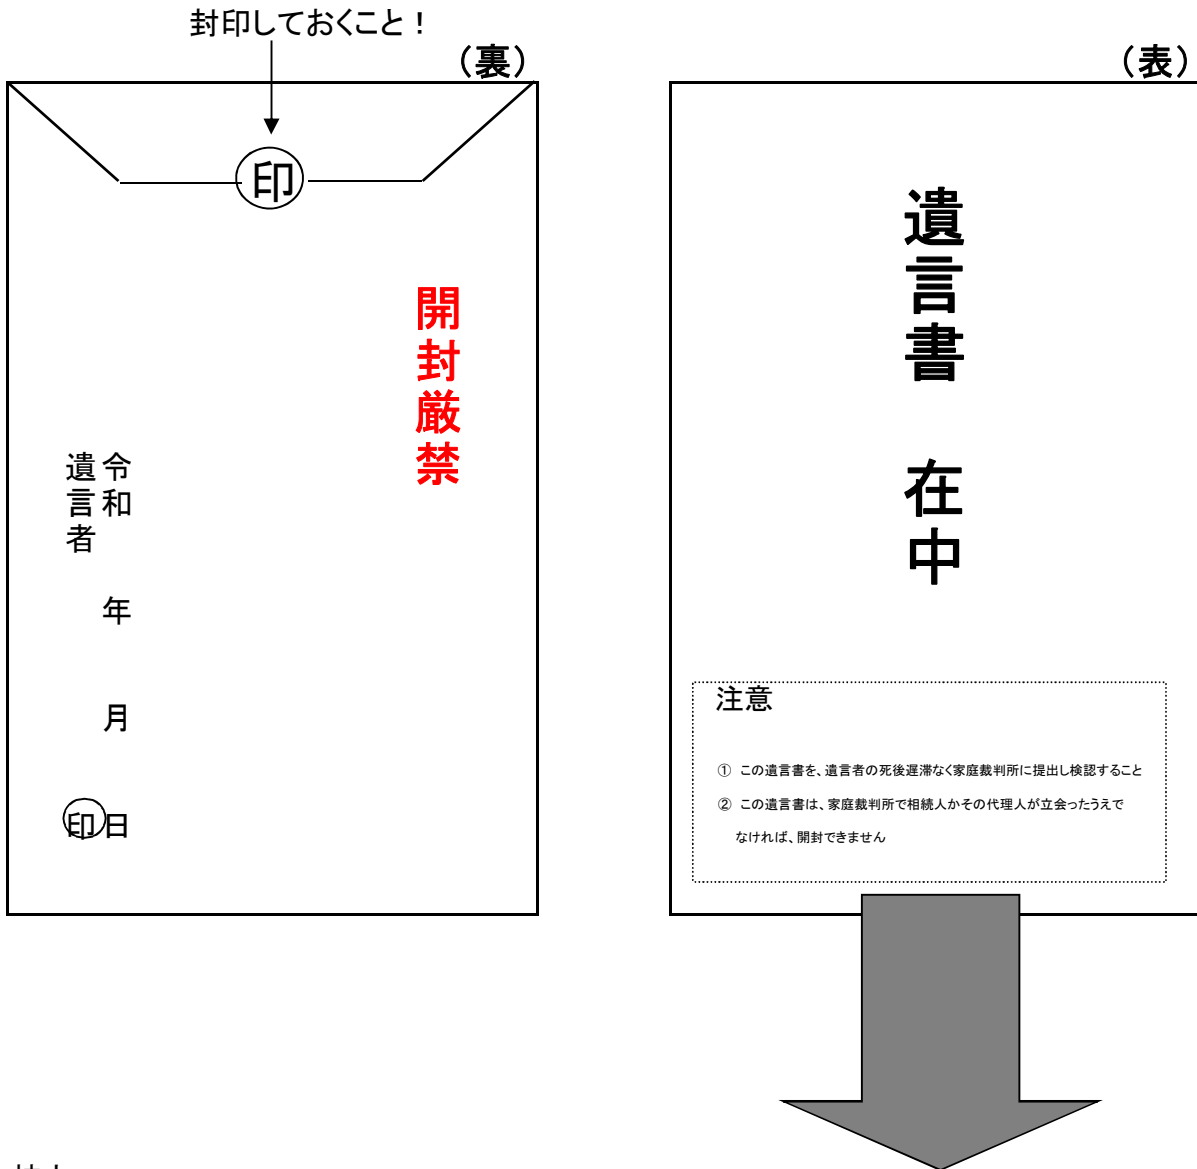 封印しておくこと！
（裏）
印
開封厳禁
令和　年　月　日
遺言者　印
（表）
遺言書　在中
注意
① この遺言書を、遺言者の死後遅滞なく家庭裁判所に提出し検認すること
② この遺言書は、家庭裁判所で相続人かその代理人が立会ったうえで
なければ、開封できません